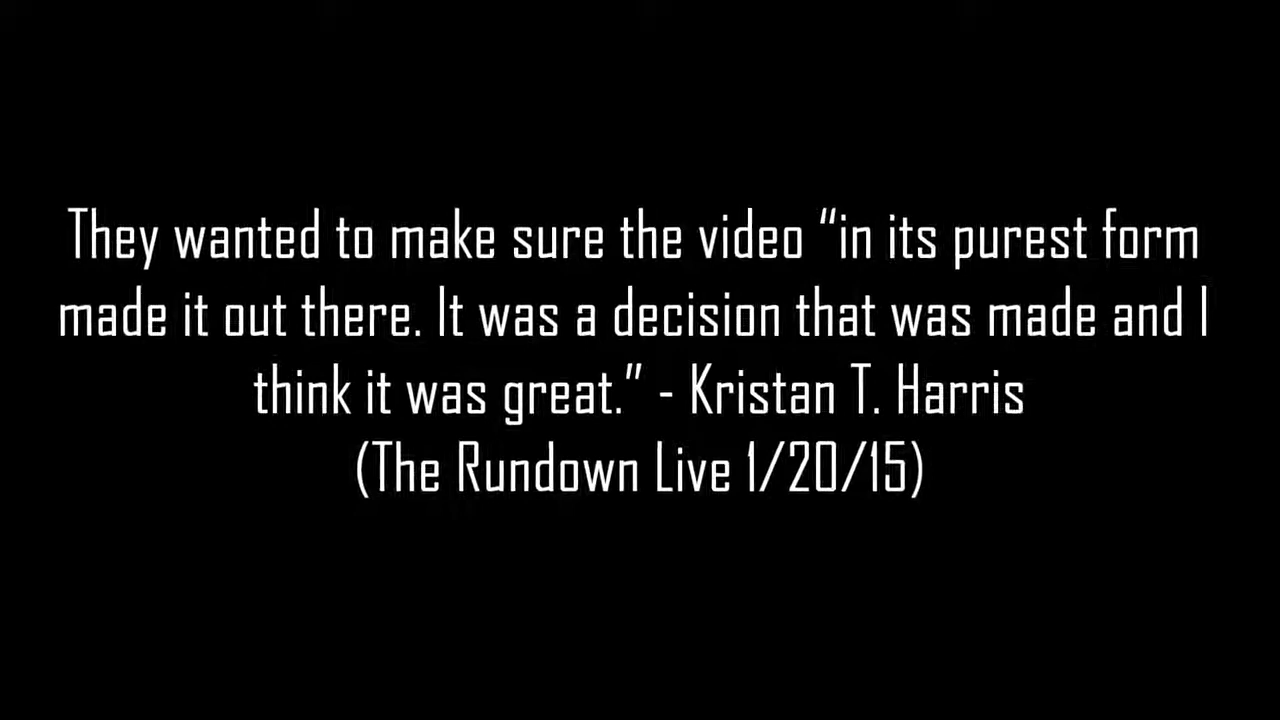 They wanted to make sure the video “in its purest form
made it out there. It was a decision that was made and I
think it was great.” - Kristan T. Harris
(The Rundown Live 1/20/15)